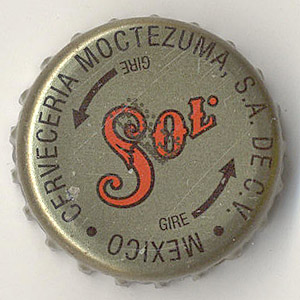 • CERVECERIA MOCTEZUMA, S.A. DE C.V. • MEXICO
GIRE
SOL
GIRE